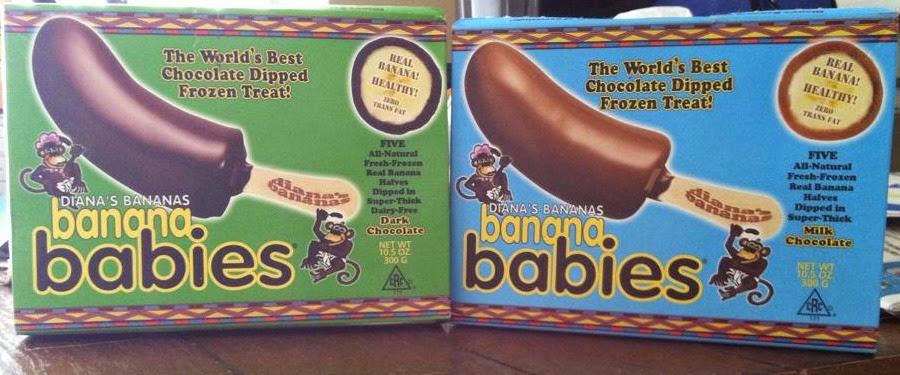 The World's Best
Chocolate Dipped
Frozen Treat!
REAL
BANANA!
HEALTHY!
ZERO
TRANS FAT
FIVE
All-Natural
Fresh-Frozen
Real Banana
Halves
Dipped in
Super-Thick
Dairy-Free
Dark
Chocolate
NET WT
10.5 OZ
300 G
diana's
bananas
DIANA'S BANANAS
banana
babies
CRC
The World's Best
Chocolate Dipped
Frozen Treat!
REAL
BANANA!
HEALTHY!
ZERO
TRANS FAT
FIVE
All-Natural
Fresh-Frozen
Real Banana
Halves
Dipped in
Super-Thick
Milk
Chocolate
NET WT
10.5 OZ
300 G
diana's
bananas
DIANA'S BANANAS
banana
babies
CRC